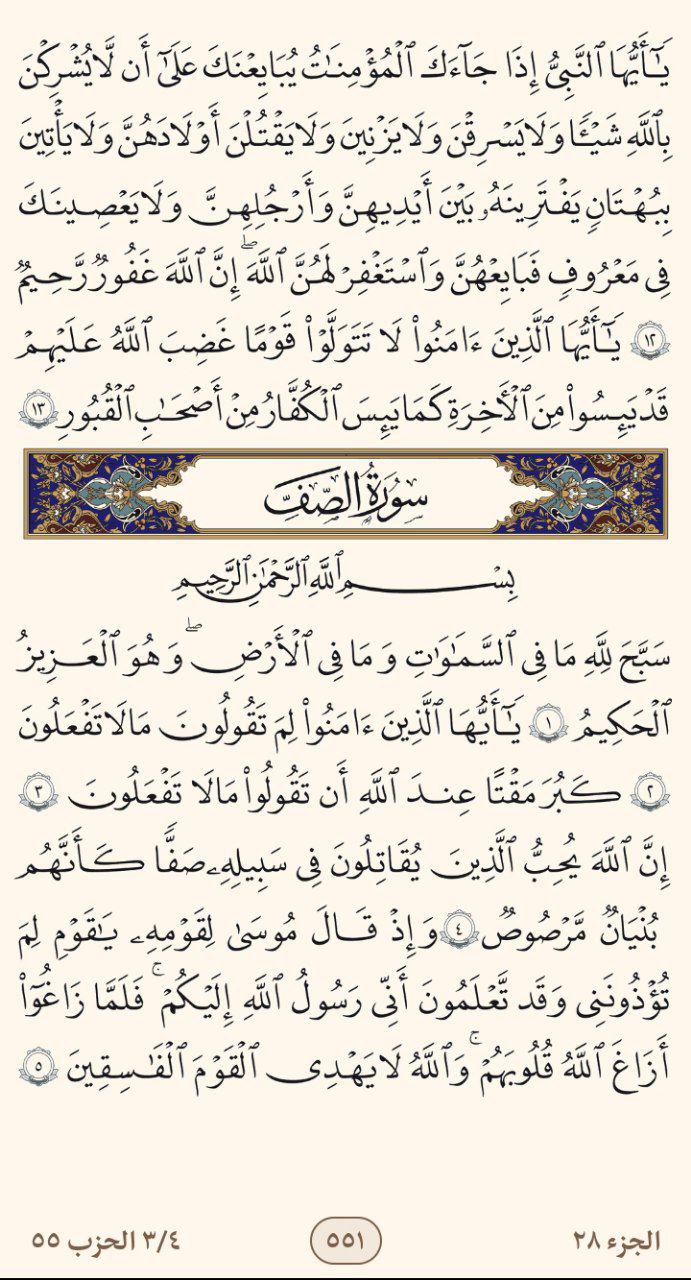 يَـٰٓأَيُّهَا ٱلنَّبِىُّ إِذَا جَآءَكَ ٱلْمُؤْمِنَـٰتُ يُبَايِعْنَكَ عَلَىٰٓ أَن لَّا يُشْرِكْنَ
بِٱللَّهِ شَيْـًٔا وَلَا يَسْرِقْنَ وَلَا يَزْنِينَ وَلَا يَقْتُلْنَ أَوْلَـٰدَهُنَّ وَلَا يَأْتِينَ
بِبُهْتَـٰنٍ يَفْتَرِينَهُۥ بَيْنَ أَيْدِيهِنَّ وَأَرْجُلِهِنَّ وَلَا يَعْصِينَكَ
فِى مَعْرُوفٍ فَبَايِعْهُنَّ وَٱسْتَغْفِرْ لَهُنَّ ٱللَّهَ ۖ إِنَّ ٱللَّهَ غَفُورٌ رَّحِيمٌ
١٢ يَـٰٓأَيُّهَا ٱلَّذِينَ ءَامَنُوا۟ لَا تَتَوَلَّوْا۟ قَوْمًا غَضِبَ ٱللَّهُ عَلَيْهِمْ
قَدْ يَئِسُوا۟ مِنَ ٱلْـَٔاخِرَةِ كَمَا يَئِسَ ٱلْكُفَّارُ مِنْ أَصْحَـٰبِ ٱلْقُبُورِ ١٣
سُورَةُ الصَّفِّ
بِسْمِ ٱللَّهِ ٱلرَّحْمَـٰنِ ٱلرَّحِيمِ
سَبَّحَ لِلَّهِ مَا فِى ٱلسَّمَـٰوَٰتِ وَمَا فِى ٱلْأَرْضِ ۖ وَهُوَ ٱلْعَزِيزُ
ٱلْحَكِيمُ ١ يَـٰٓأَيُّهَا ٱلَّذِينَ ءَامَنُوا۟ لِمَ تَقُولُونَ مَا لَا تَفْعَلُونَ
٢ كَبُرَ مَقْتًا عِندَ ٱللَّهِ أَن تَقُولُوا۟ مَا لَا تَفْعَلُونَ ٣
إِنَّ ٱللَّهَ يُحِبُّ ٱلَّذِينَ يُقَـٰتِلُونَ فِى سَبِيلِهِۦ صَفًّا كَأَنَّهُم
بُنْيَـٰنٌ مَّرْصُوصٌ ٤ وَإِذْ قَالَ مُوسَىٰ لِقَوْمِهِۦ يَـٰقَوْمِ لِمَ
تُؤْذُونَنِى وَقَد تَّعْلَمُونَ أَنِّى رَسُولُ ٱللَّهِ إِلَيْكُمْ ۖ فَلَمَّا زَاغُوٓا۟
أَزَاغَ ٱللَّهُ قُلُوبَهُمْ ۚ وَٱللَّهُ لَا يَهْدِى ٱلْقَوْمَ ٱلْفَـٰسِقِينَ ٥
الجزء ٢٨ ٥٥١ ٣/٤ الحزب ٥٥